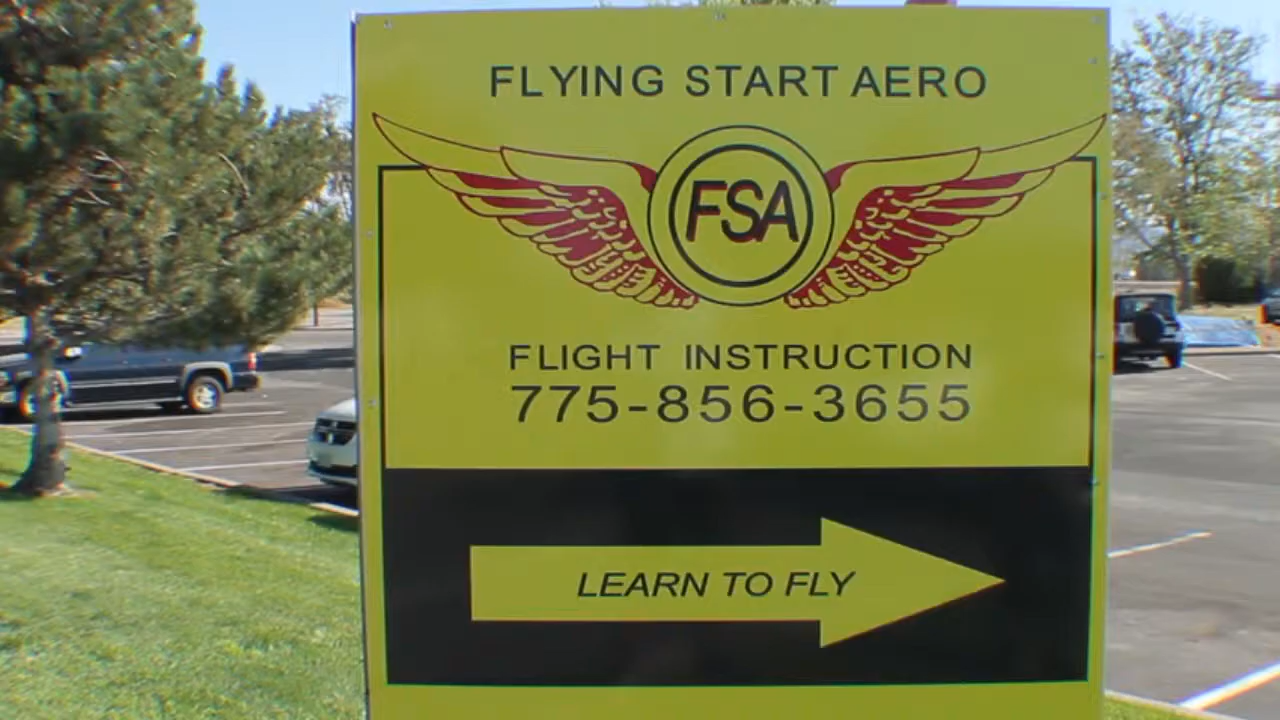 FLYING START AERO
FSA
FLIGHT INSTRUCTION
775-856-3655
LEARN TO FLY